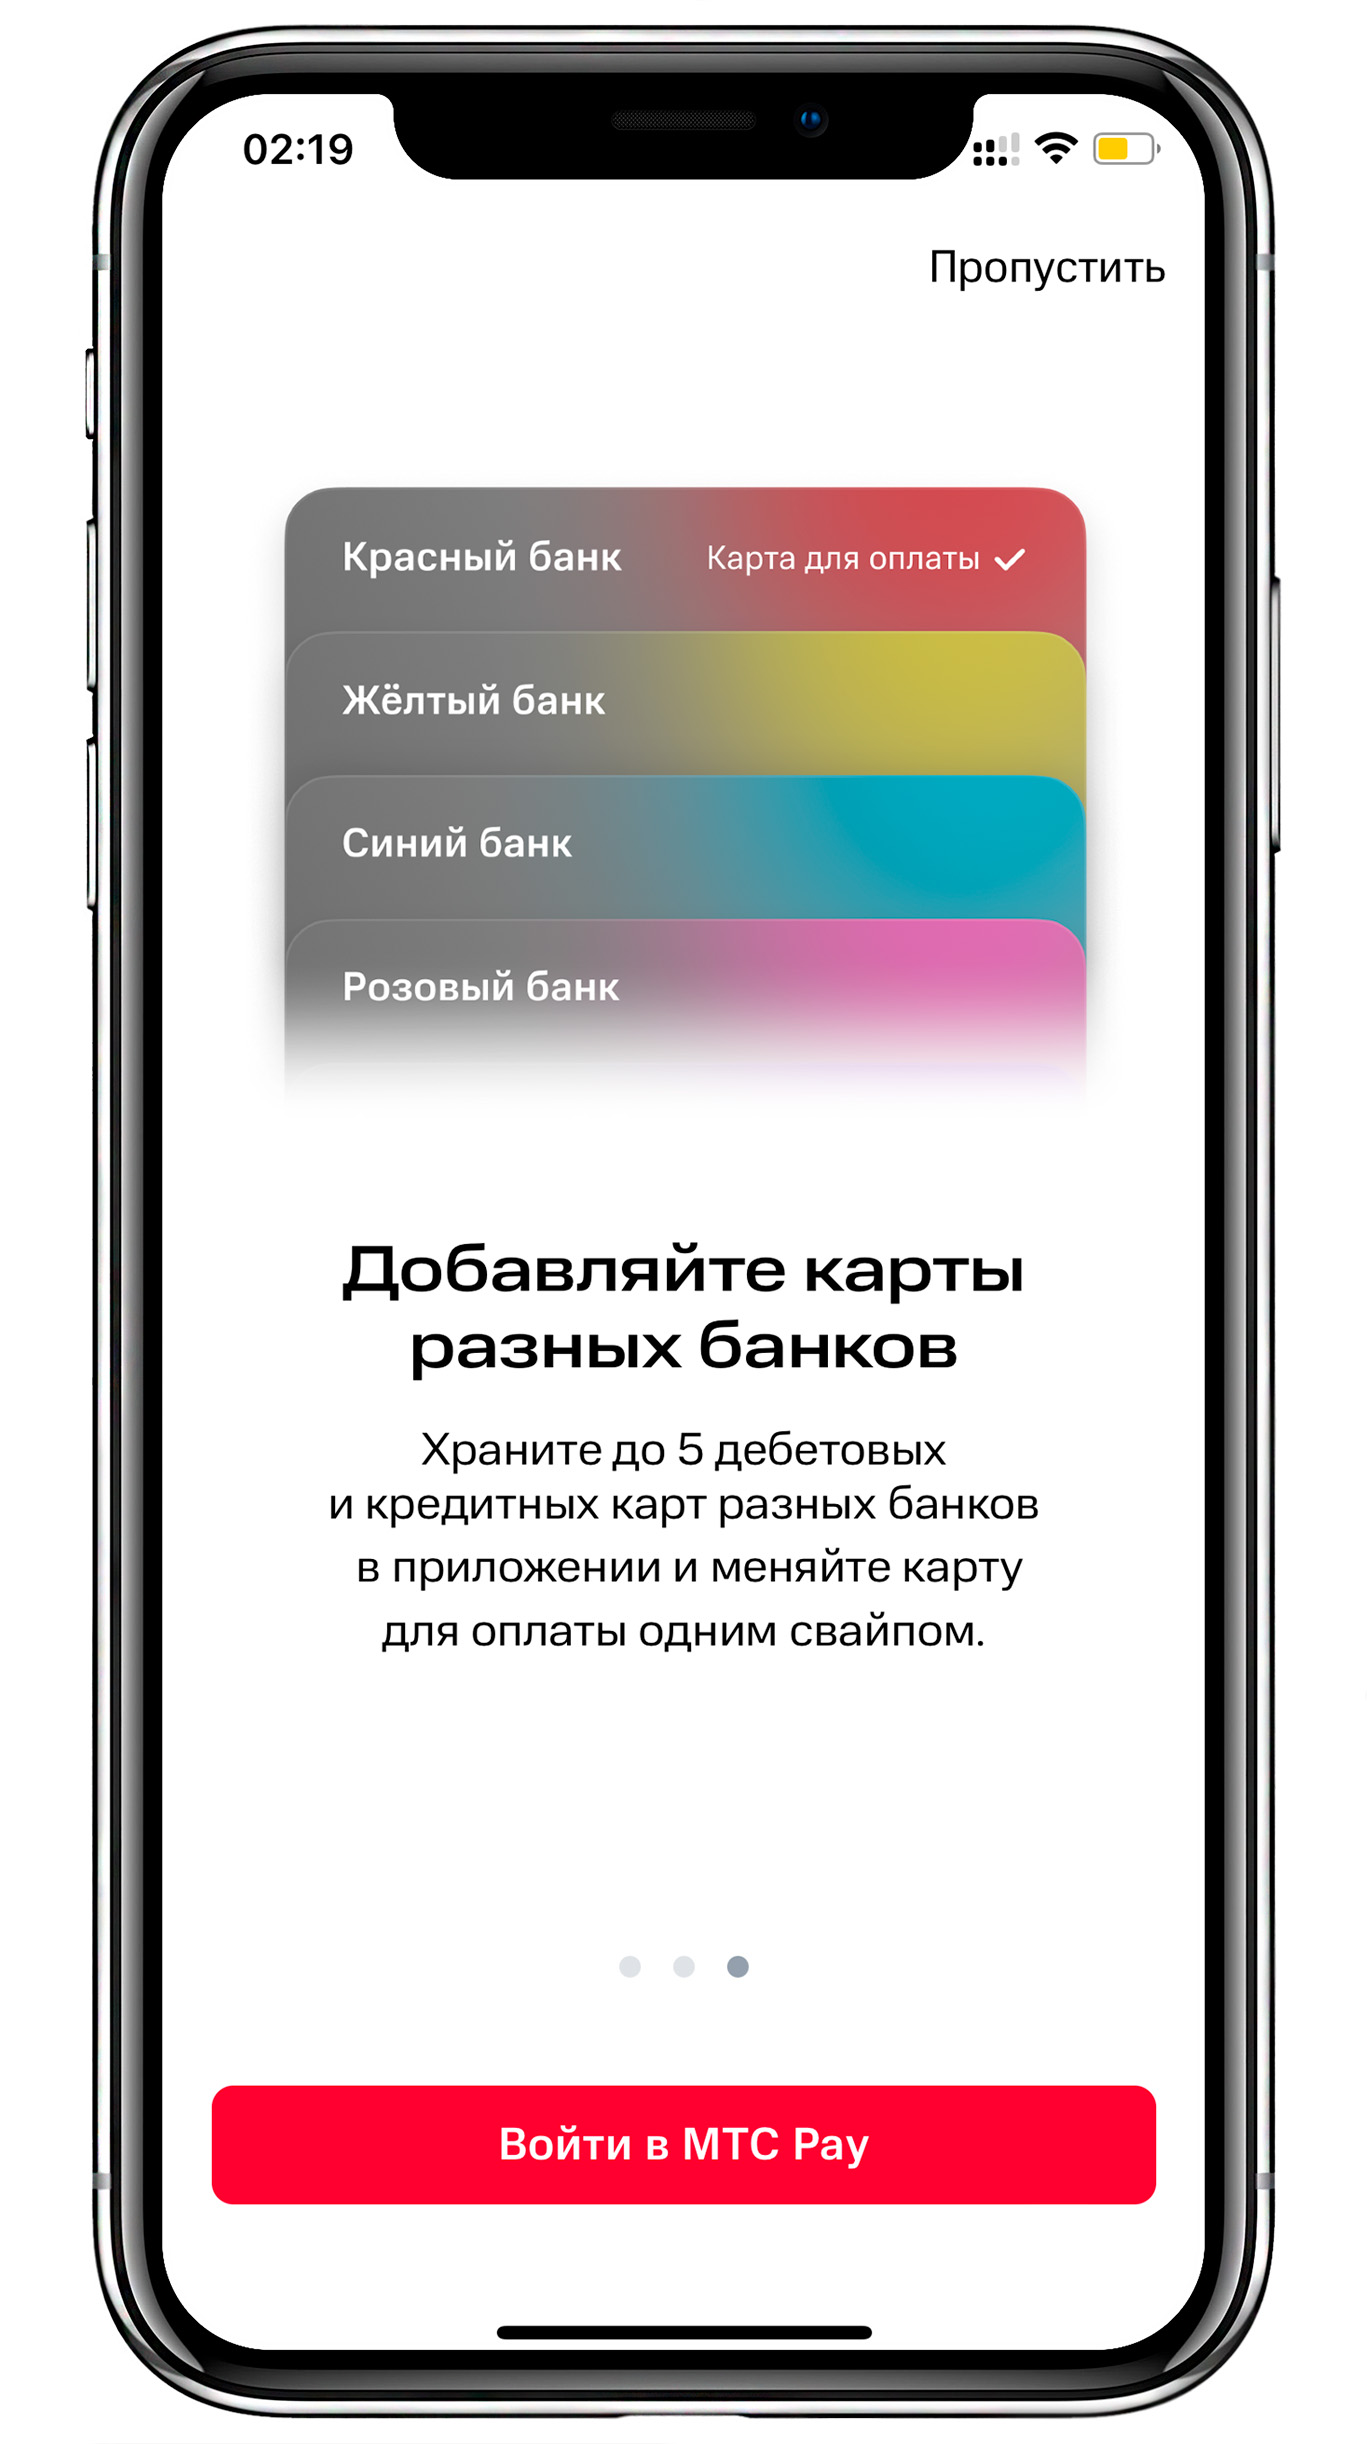 02:19
Пропустить
Красный банк Карта для оплаты
Жёлтый банк
Синий банк
Розовый банк
Добавляйте карты
разных банков
Храните до 5 дебетовых
и кредитных карт разных банков
в приложении и меняйте карту
для оплаты одним свайпом.
Войти в МТС Pay